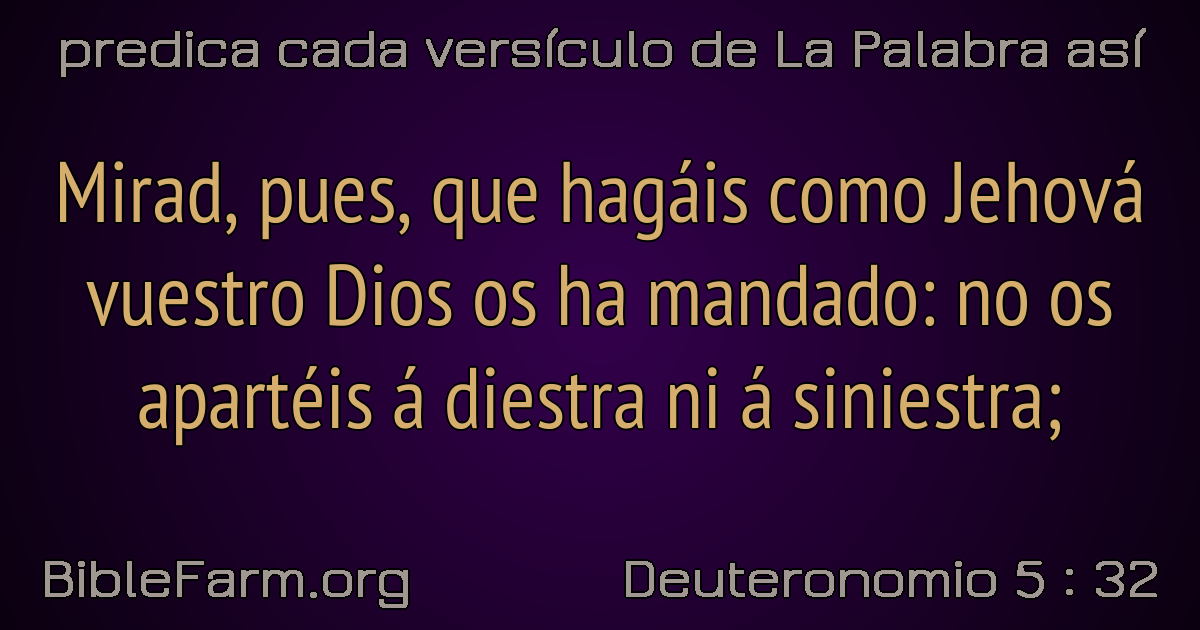 predica cada versículo de La Palabra así
Mirad, pues, que hagáis como Jehová
vuestro Dios os ha mandado: no os
apartéis á diestra ni á siniestra;
BibleFarm.org
Deuteronomio 5 : 32